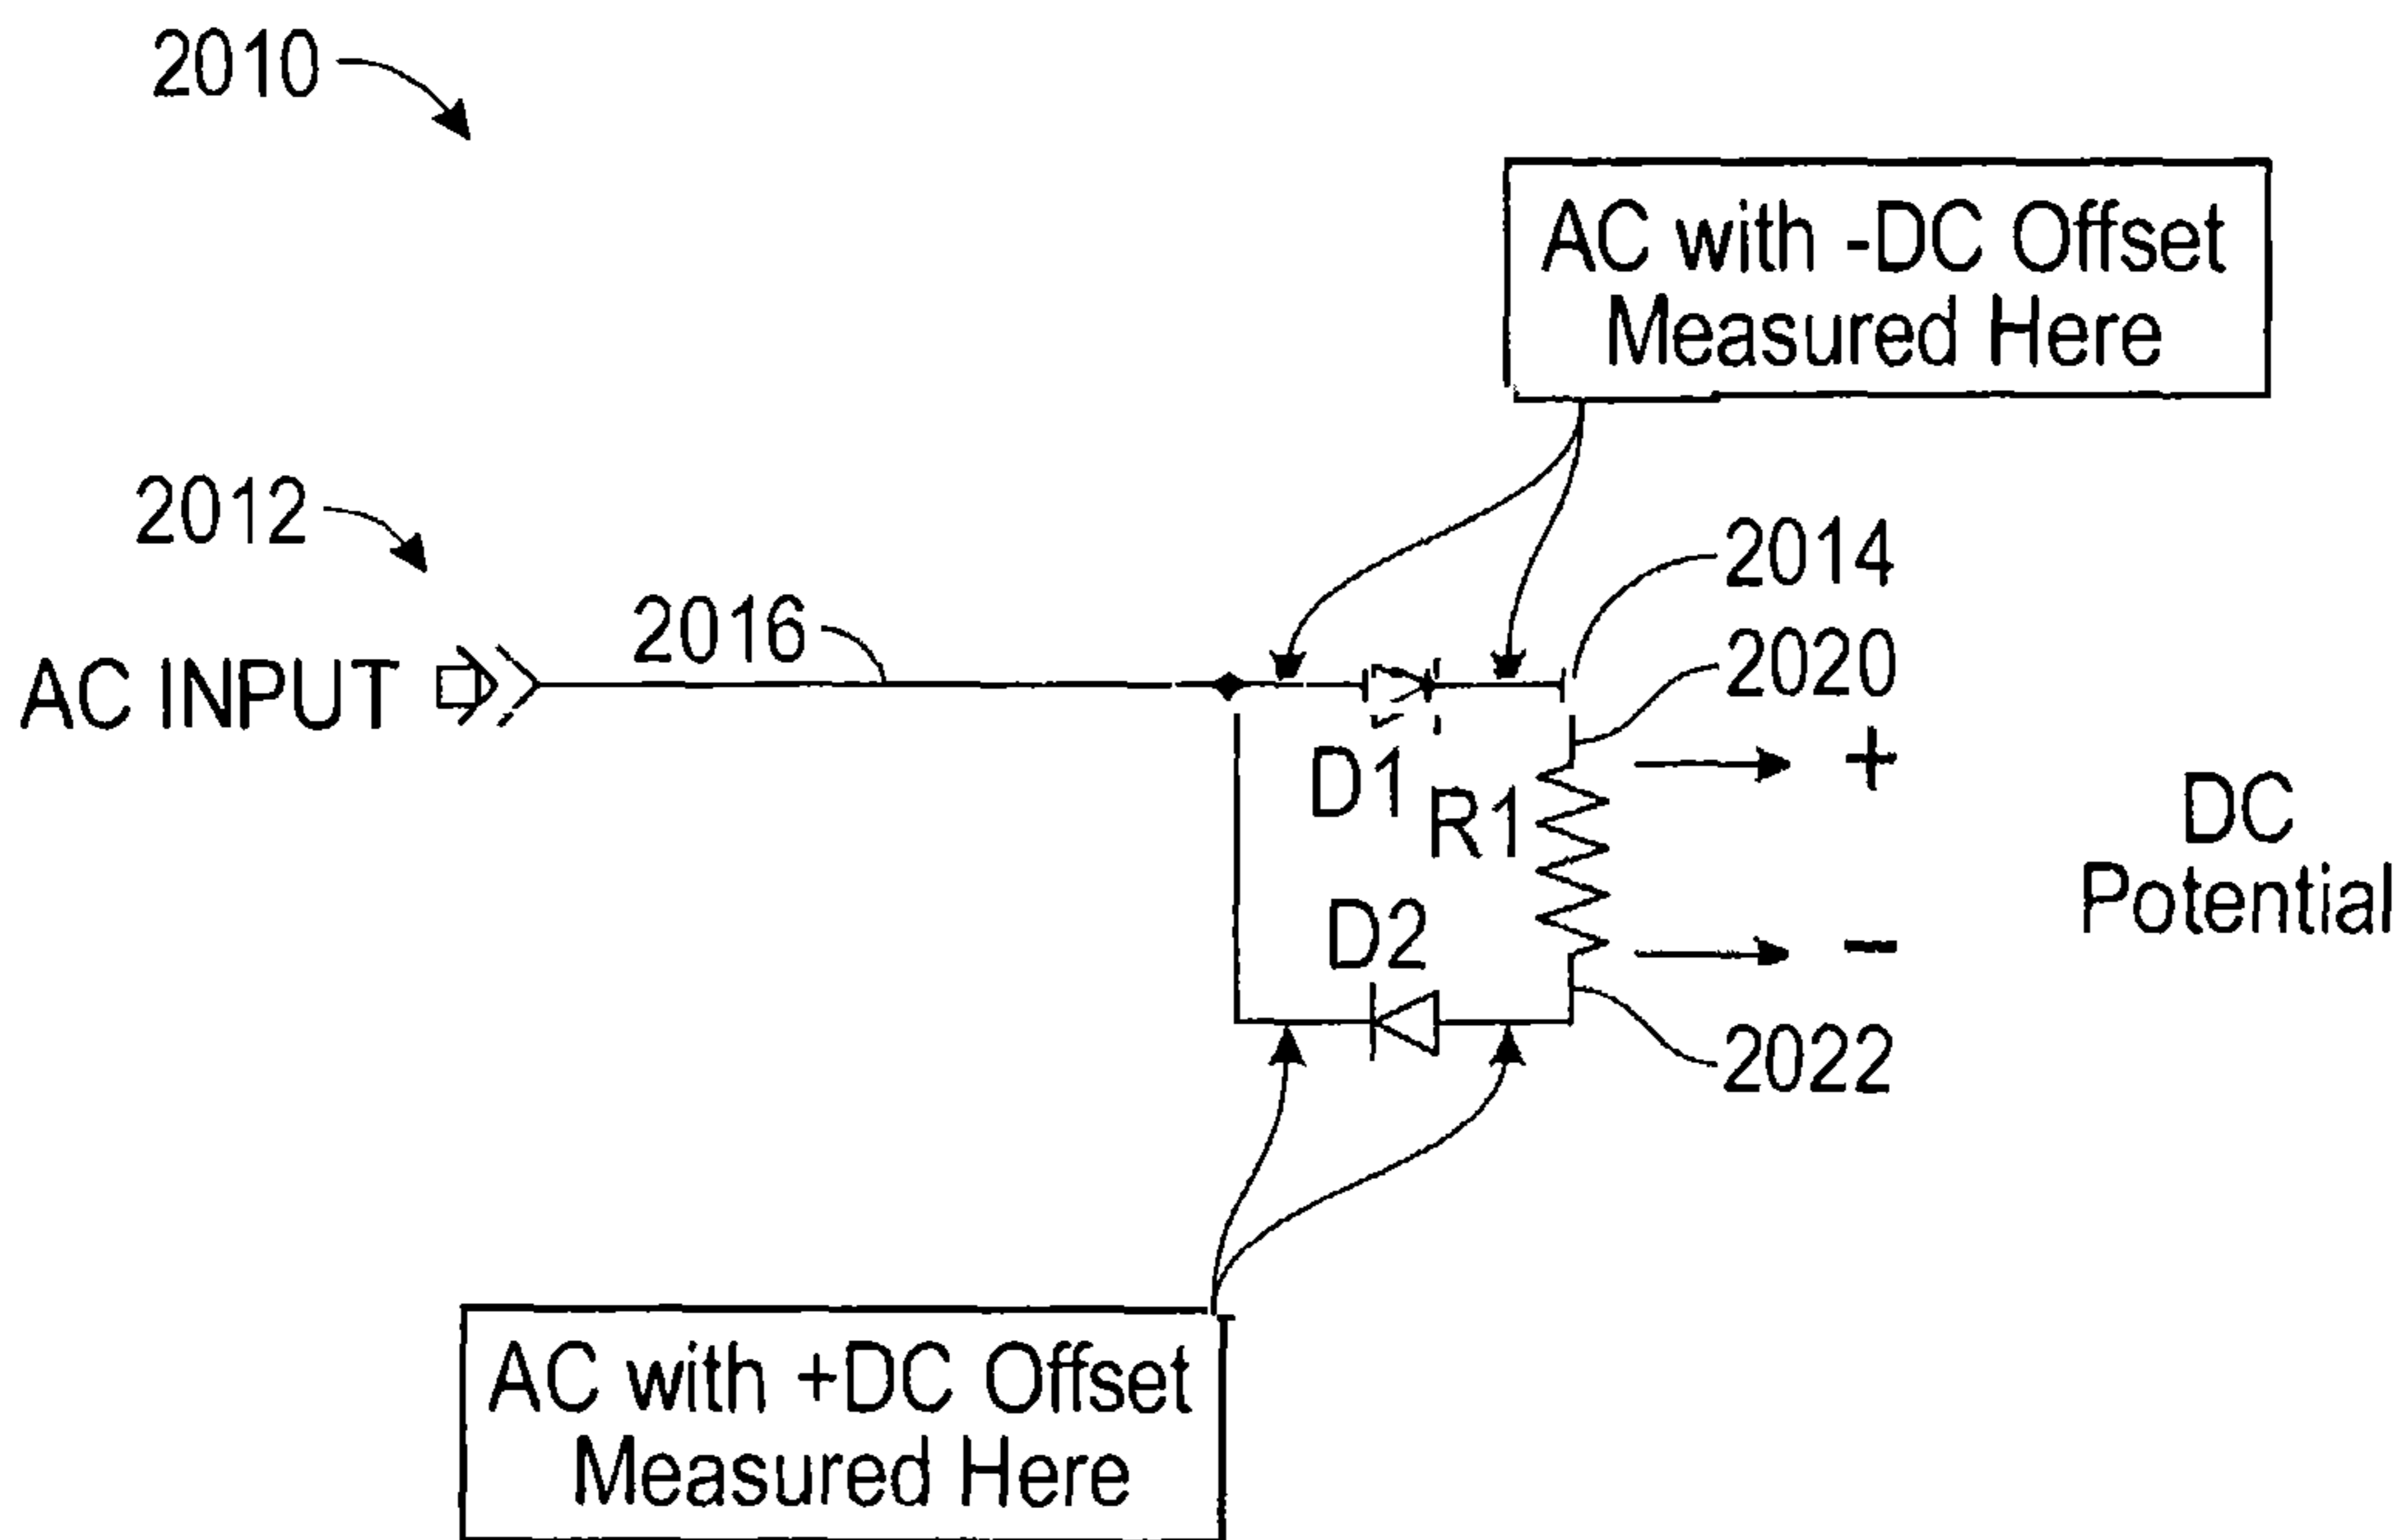 2010
AC with -DC Offset
Measured Here
2012
2014
2016
2020
AC INPUT
+
D1
R1
DC
Potential
D2
−
2022
AC with +DC Offset
Measured Here